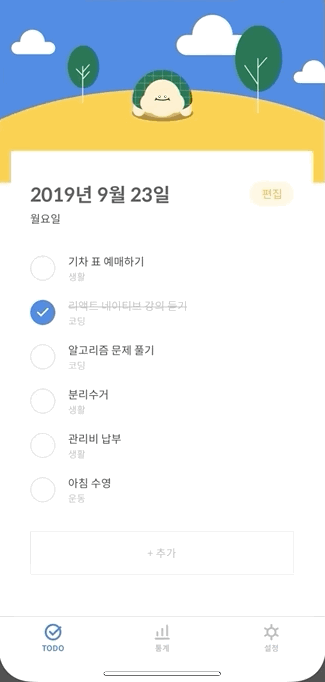 2019년 9월 23일
편집
월요일
기차 표 예매하기
생활
리액트 네이티브 강의 듣기
코딩
알고리즘 문제 풀기
코딩
분리수거
생활
관리비 납부
생활
아침 수영
운동
+ 추가
TODO
통계
설정